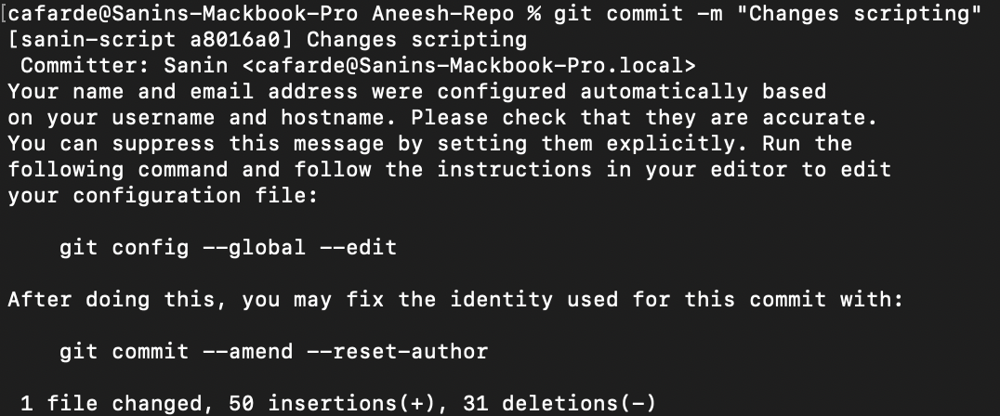 [cafarde@Sanins-Mackbook-Pro Aneesh-Repo % git commit -m "Changes scripting"
[sanin-script a8016a0] Changes scripting
 Committer: Sanin <cafarde@Sanins-Mackbook-Pro.local>
Your name and email address were configured automatically based
on your username and hostname. Please check that they are accurate.
You can suppress this message by setting them explicitly. Run the
following command and follow the instructions in your editor to edit
your configuration file:

    git config --global --edit

After doing this, you may fix the identity used for this commit with:

    git commit --amend --reset-author

 1 file changed, 50 insertions(+), 31 deletions(-)